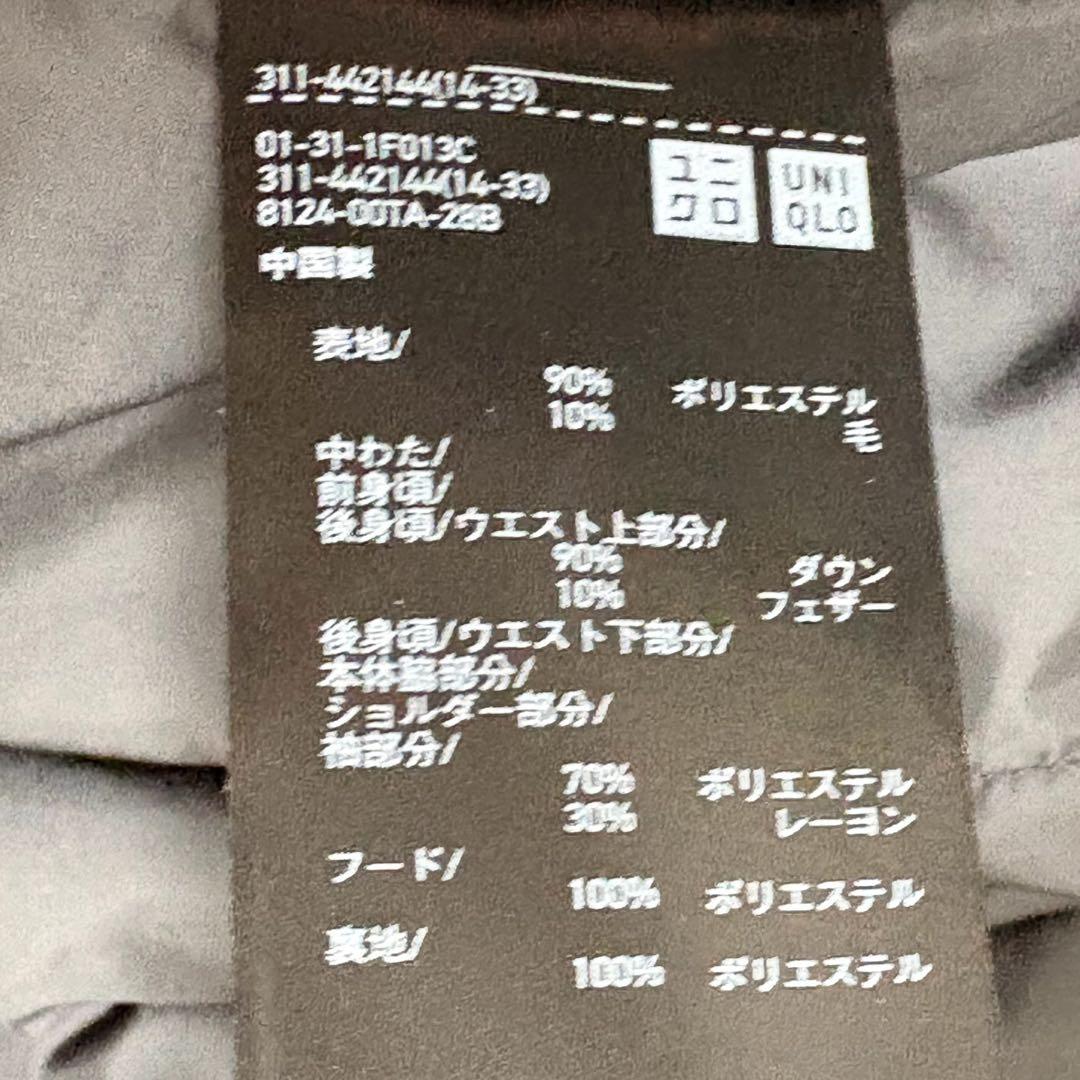 311-442144(14-33)
01-31-1F013C
311-442144(14-33)
8124-00TA-28B
ユニ
クロ
UNI
QLO
中国製
表地/
90% ポリエステル
10% 毛
中わた/
前身頃/
後身頃/ウエスト上部分/
90% ダウン
10% フェザー
後身頃/ウエスト下部分/
本体脇部分/
ショルダー部分/
袖部分/
70% ポリエステル
30% レーヨン
フード/
100% ポリエステル
裏地/
100% ポリエステル